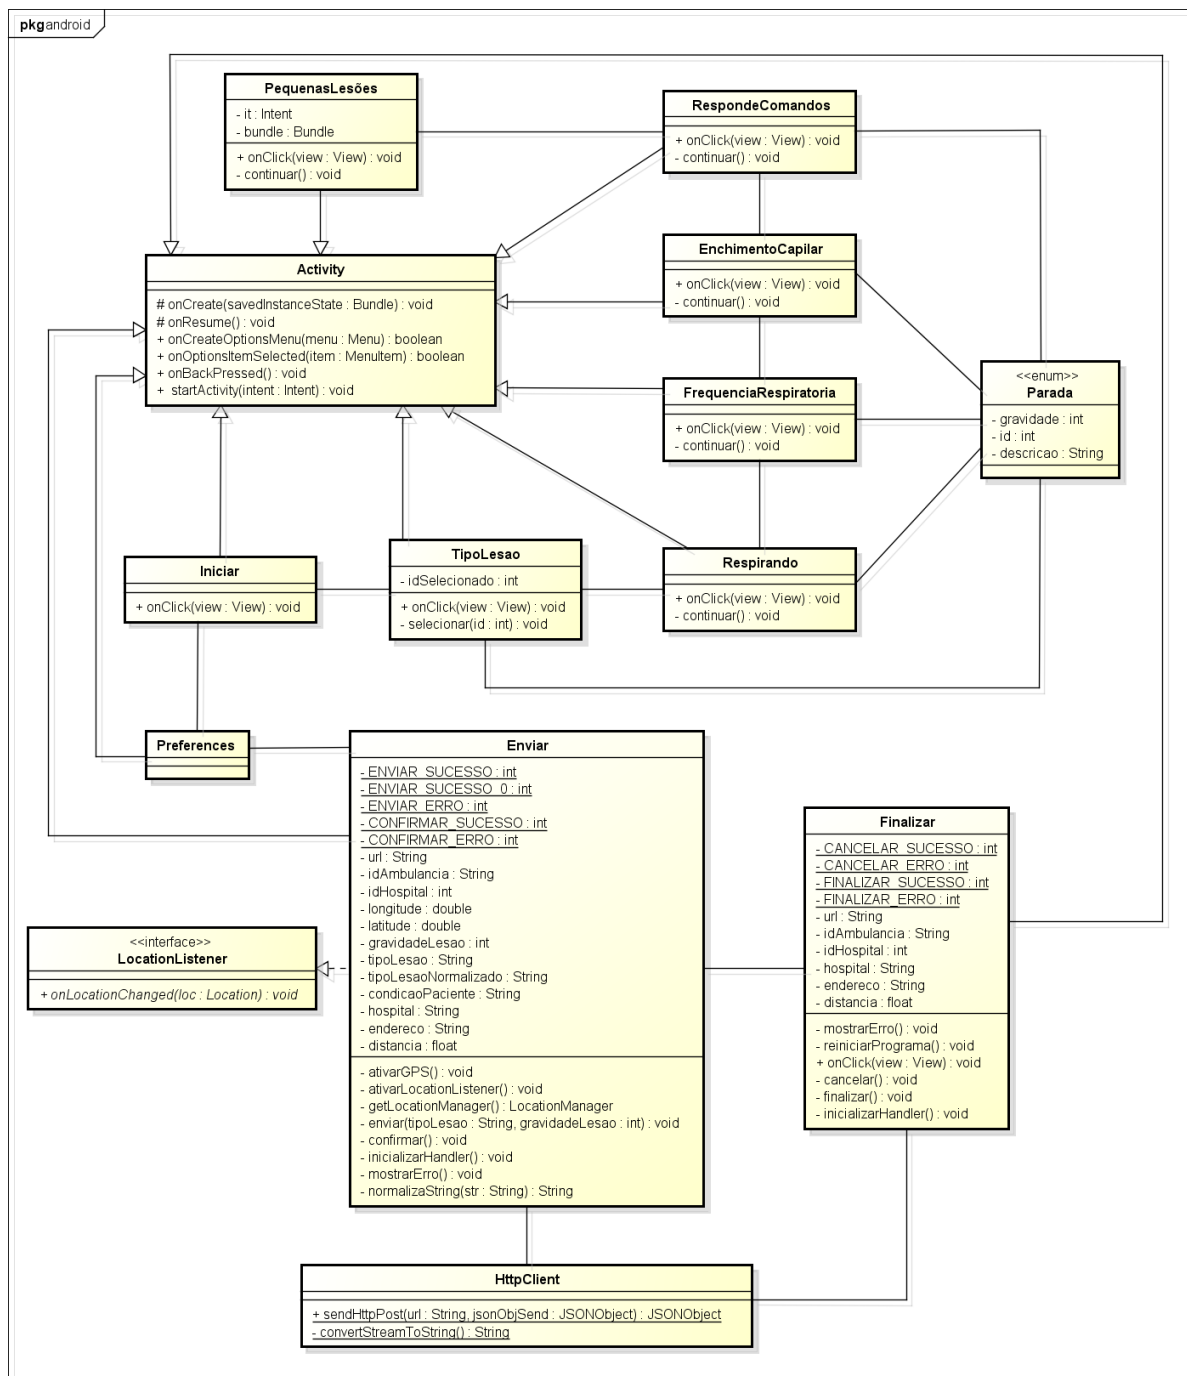 pkg android
PequenasLesões
- it : Intent
- bundle : Bundle
+ onClick(view : View) : void
- continuar() : void
RespondeComandos
+ onClick(view : View) : void
- continuar() : void
Activity
# onCreate(savedInstanceState : Bundle) : void
# onResume() : void
+ onCreateOptionsMenu(menu : Menu) : boolean
+ onOptionsItemSelected(item : MenuItem) : boolean
+ onBackPressed() : void
+ startActivity(intent : Intent) : void
EnchimentoCapilar
+ onClick(view : View) : void
- continuar() : void
FrequenciaRespiratoria
+ onClick(view : View) : void
- continuar() : void
<<enum>>
Parada
- gravidade : int
- id : int
- descricao : String
Iniciar
+ onClick(view : View) : void
TipoLesao
- idSelecionado : int
+ onClick(view : View) : void
- selecionar(id : int) : void
Respirando
+ onClick(view : View) : void
- continuar() : void
Preferences
Enviar
- ENVIAR_SUCESSO : int
- ENVIAR_SUCESSO_0 : int
- ENVIAR_ERRO : int
- CONFIRMAR_SUCESSO : int
- CONFIRMAR_ERRO : int
- url : String
- idAmbulancia : String
- idHospital : int
- longitude : double
- latitude : double
- gravidadeLesao : int
- tipoLesao : String
- tipoLesaoNormalizado : String
- condicaoPaciente : String
- hospital : String
- endereco : String
- distancia : float
- ativarGPS() : void
- ativarLocationListener() : void
- getLocationManager() : LocationManager
- enviar(tipoLesao : String, gravidadeLesao : int) : void
- confirmar() : void
- inicializarHandler() : void
- mostrarErro() : void
- normalizaString(str : String) : String
Finalizar
- CANCELAR_SUCESSO : int
- CANCELAR_ERRO : int
- FINALIZAR_SUCESSO : int
- FINALIZAR_ERRO : int
- url : String
- idAmbulancia : String
- idHospital : int
- hospital : String
- endereco : String
- distancia : float
- mostrarErro() : void
- reiniciarPrograma() : void
+ onClick(view : View) : void
- cancelar() : void
- finalizar() : void
- inicializarHandler() : void
<<interface>>
LocationListener
+ onLocationChanged(loc : Location) : void
HttpClient
+ sendHttpPost(url : String, jsonObjSend : JSONObject) : JSONObject
- convertStreamToString() : String